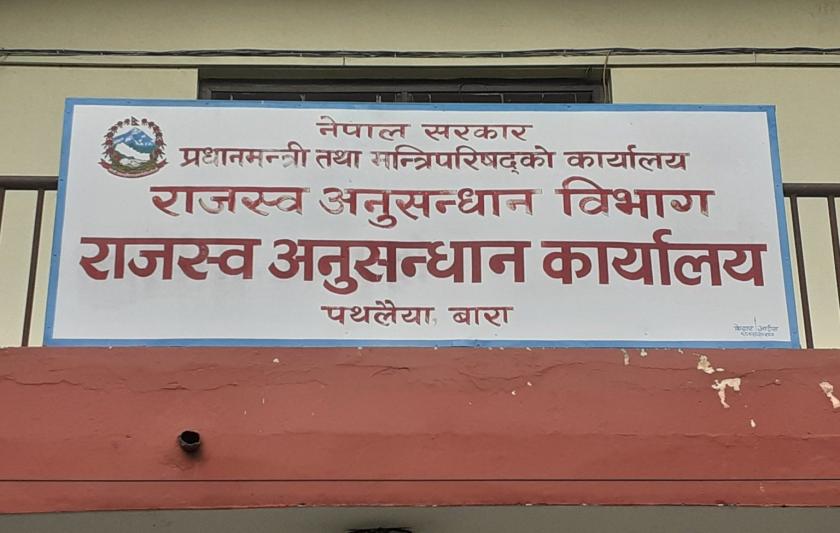 नेपाल सरकार
प्रधानमन्त्री तथा मन्त्रिपरिषद्को कार्यालय
राजस्व अनुसन्धान विभाग
राजस्व अनुसन्धान कार्यालय
पथलैया, बारा